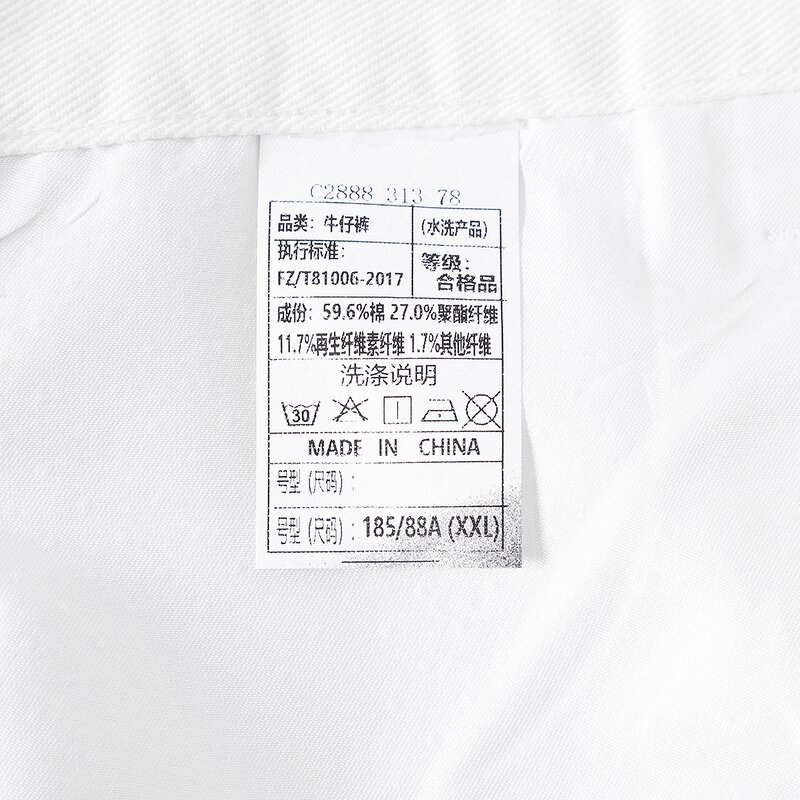 C2888 313 78
品类：牛仔裤 （水洗产品）
执行标准：
FZ/T81006-2017
等级：
合格品
成份：59.6%棉 27.0%聚酯纤维
11.7%再生纤维素纤维 1.7%其他纤维
洗涤说明
30
MADE IN CHINA
号型（尺码）：
号型（尺码）：185/88A (XXL)